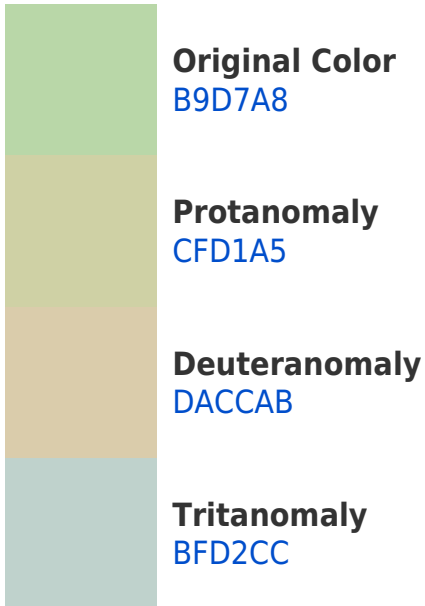 Original Color
B9D7A8
Protanomaly
CFD1A5
Deuteranomaly
DACCAB
Tritanomaly
BFD2CC